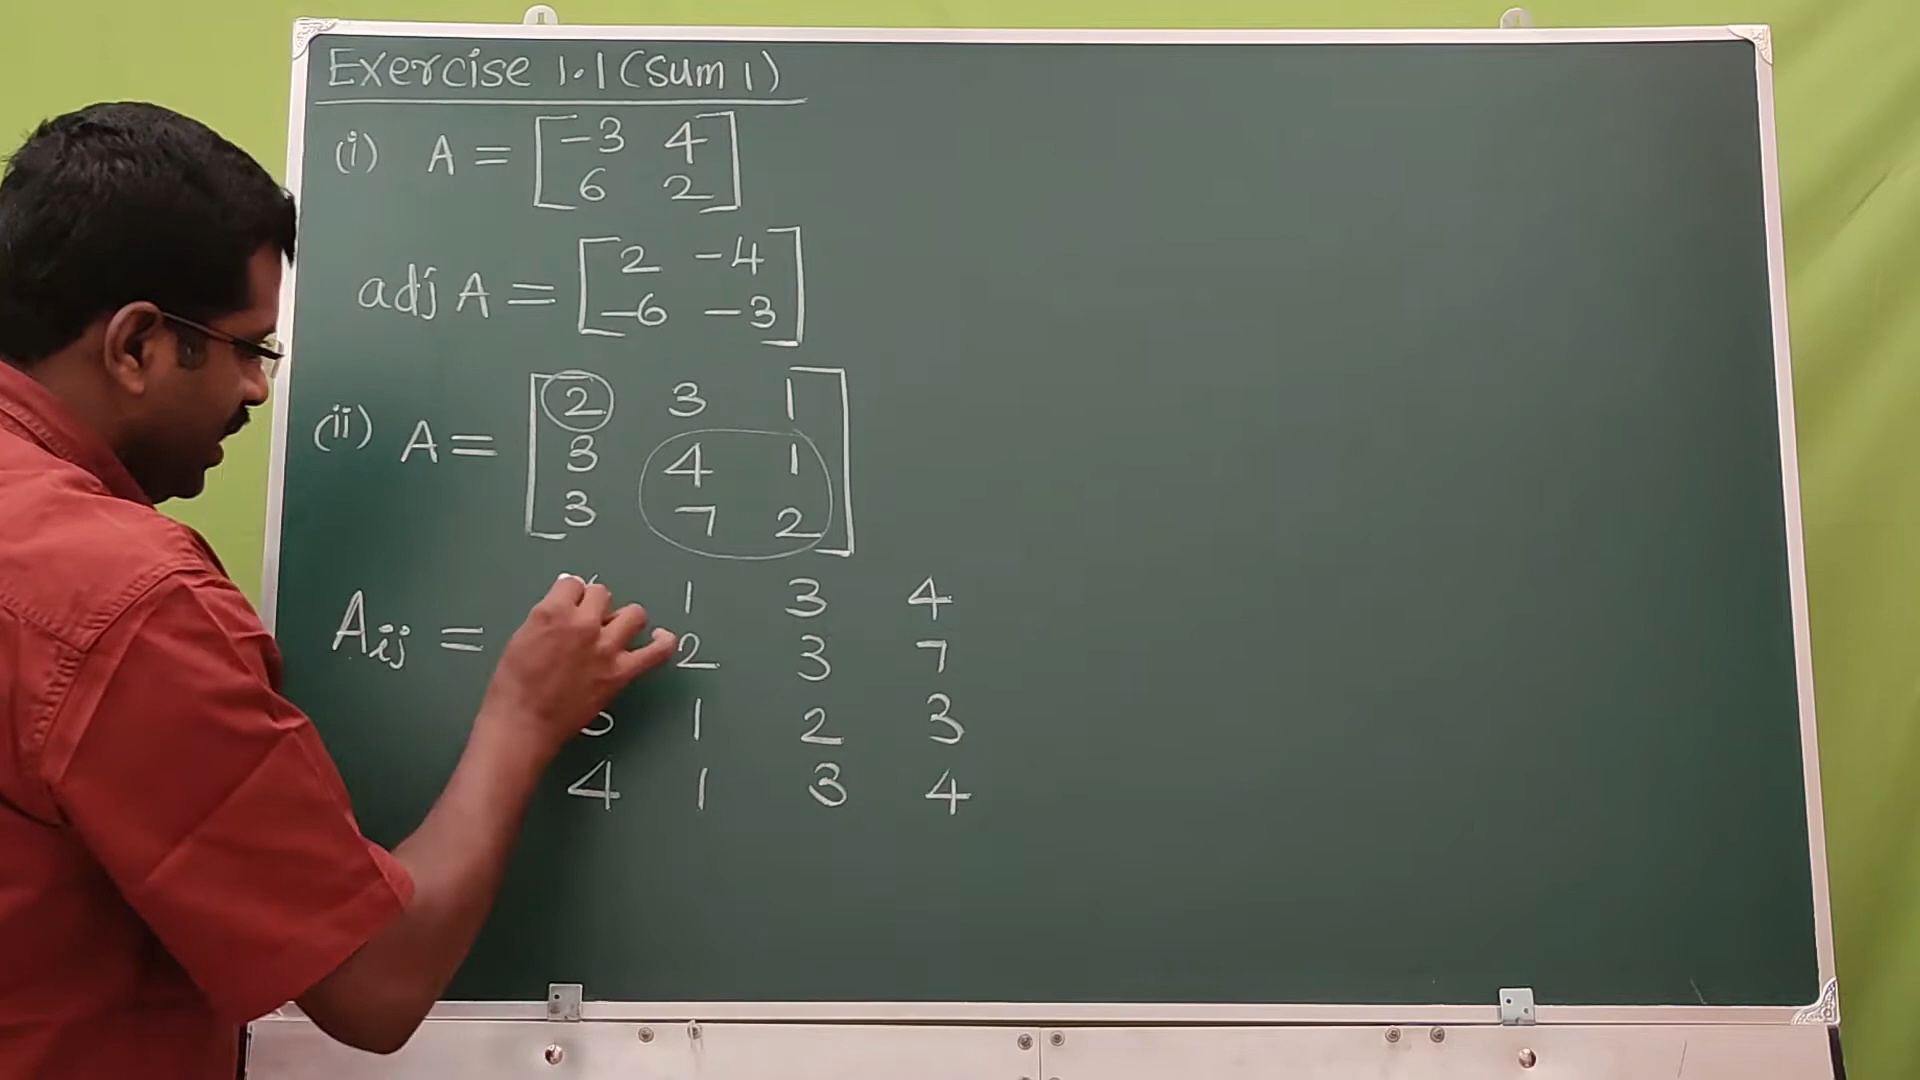 Exercise 1.1 (sum 1)
(i) A = [-3 4
6 2]
adj A = [2 -4
-6 -3]
(ii) A = [2 3 1
3 4 1
3 7 2]
Aij = 1 3 4
2 3 7
1 2 3
4 1 3 4